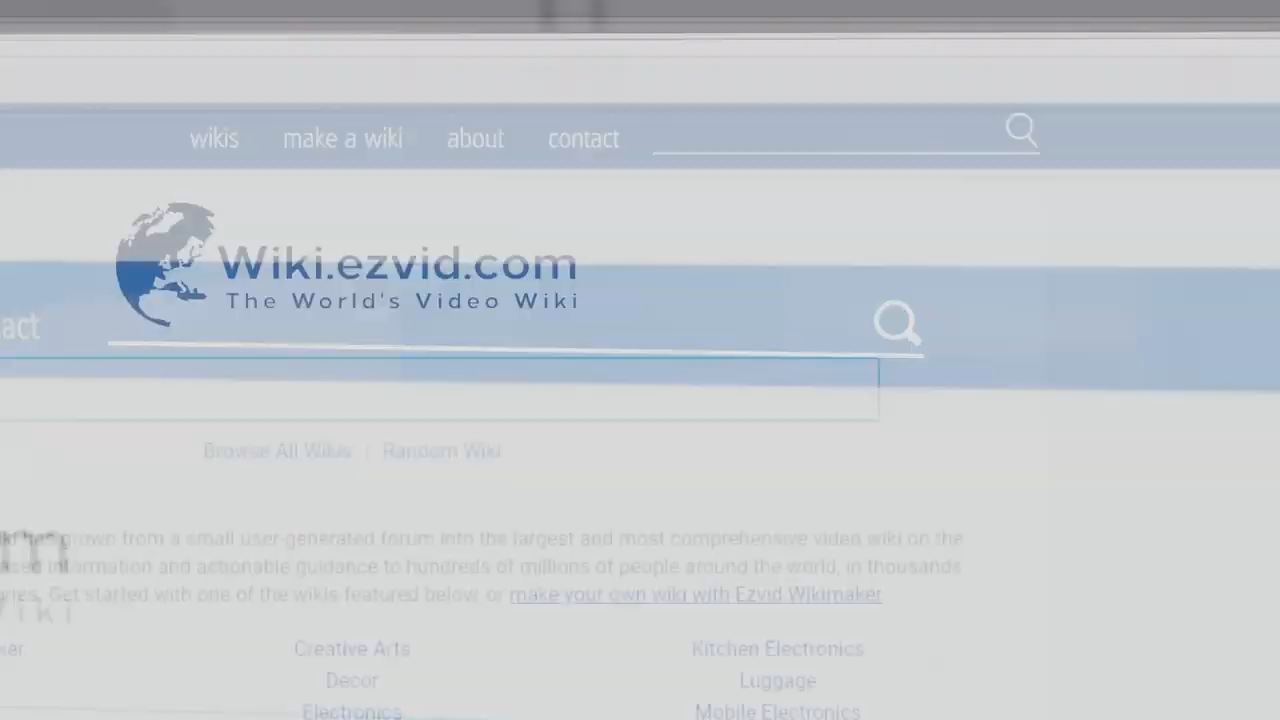 wikis make a wiki about contact
Wiki.ezvid.com
The World's Video Wiki
act
Browse All Wikis | Random Wiki
grown from a small user-generated forum into the largest and most comprehensive video wiki on the
information and actionable guidance to hundreds of millions of people around the world, in thousands
Get started with one of the wikis featured below, or make your own wiki with Ezvid Wikimaker
Creative Arts Kitchen Electronics
Decor Luggage
Electronics Mobile Electronics